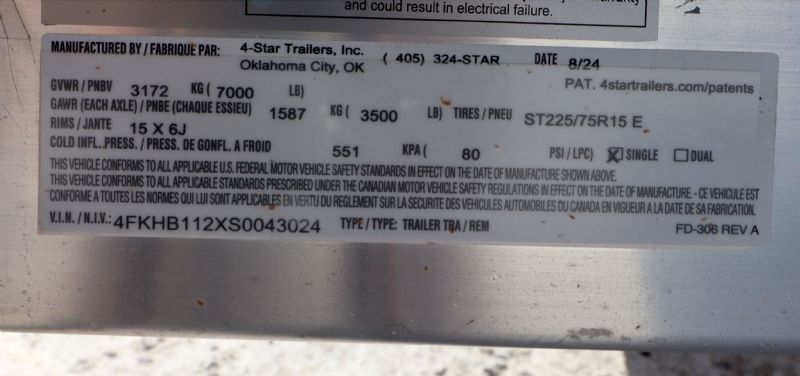 and could result in electrical failure.
MANUFACTURED BY / FABRIQUE PAR: 4-Star Trailers, Inc. ( 405) 324-STAR DATE 8/24
Oklahoma City, OK
PAT. 4startrailers.com/patents
GVWR / PNBV 3172 KG ( 7000 LB)
GAWR (EACH AXLE) / PNBE (CHAQUE ESSIEU) 1587 KG ( 3500 LB) TIRES / PNEU ST225/75R15 E
RIMS / JANTE 15 X 6J
COLD INFL. PRESS. / PRESS. DE GONFL. A FROID 551 KPA ( 80 PSI / LPC) SINGLE DUAL
THIS VEHICLE CONFORMS TO ALL APPLICABLE U.S. FEDERAL MOTOR VEHICLE SAFETY STANDARDS IN EFFECT ON THE DATE OF MANUFACTURE SHOWN ABOVE.
THIS VEHICLE CONFORMS TO ALL APPLICABLE STANDARDS PRESCRIBED UNDER THE CANADIAN MOTOR VEHICLE SAFETY REGULATIONS IN EFFECT ON THE DATE OF MANUFACTURE. - CE VEHICULE EST
CONFORME A TOUTES LES NORMES QUI LUI SONT APPLICABLES EN VERTU DU REGLEMENT SUR LA SECURITE DES VEHICULES AUTOMOBILES DU CANADA EN VIGUEUR A LA DATE DE SA FABRICATION.
V.I.N. / N.I.V.: 4FKHB112XS0043024 TYPE / TYPE: TRAILER TRA / REM FD-306 REV A